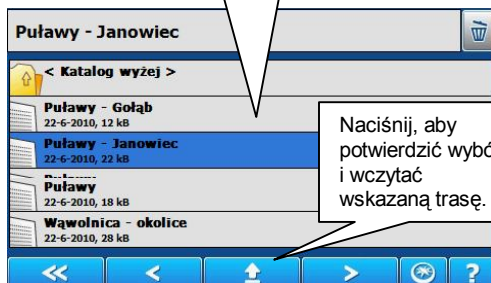 Puławy - Janowiec
< Katalog wyżej >
Puławy - Gołąb
22-6-2010, 12 kB
Puławy - Janowiec
22-6-2010, 22 kB
Puławy
22-6-2010, 18 kB
Wąwolnica - okolice
22-6-2010, 28 kB
Naciśnij, aby
potwierdzić wybó
i wczytać
wskazaną trasę.
<< < > ?